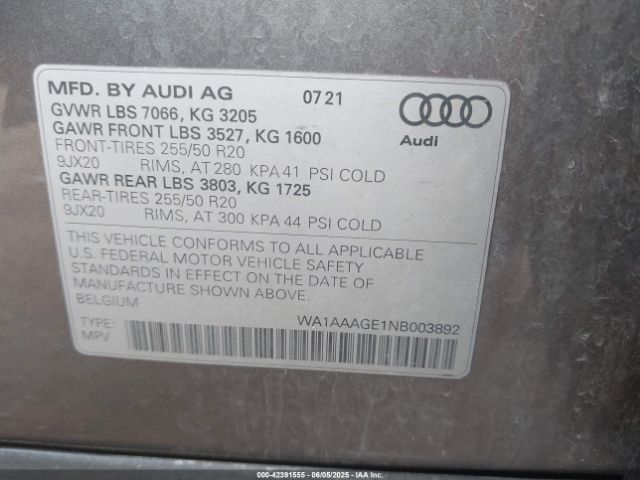 MFD. BY AUDI AG 07 21
GVWR LBS 7066, KG 3205
GAWR FRONT LBS 3527, KG 1600
FRONT-TIRES 255/50 R20
9JX20 RIMS, AT 280 KPA 41 PSI COLD
GAWR REAR LBS 3803, KG 1725
REAR-TIRES 255/50 R20
9JX20 RIMS, AT 300 KPA 44 PSI COLD
Audi
THIS VEHICLE CONFORMS TO ALL APPLICABLE
U.S. FEDERAL MOTOR VEHICLE SAFETY
STANDARDS IN EFFECT ON THE DATE OF
MANUFACTURE SHOWN ABOVE.
BELGIUM
TYPE: WA1AAAGE1NB003892
MPV
000-42391555 - 06/05/2025 - IAA Inc.